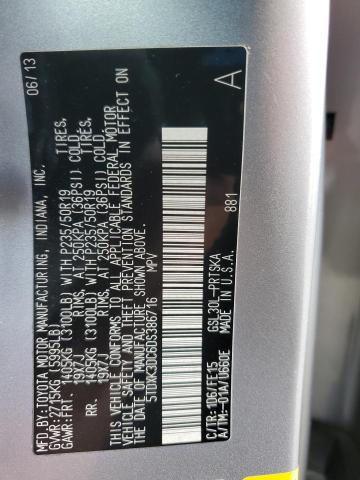 MFD.BY: TOYOTA MOTOR MANUFACTURING, INDIANA, INC. 06/13
GVWR: 2715KG (5995LB)
GAWR:FRT. 1405KG (3100LB) WITH P235/50R19 TIRES,
19X7J RIMS, AT 250KPA (36PSI) COLD
RR. 1405KG (3100LB) WITH P235/50R19 TIRES,
19X7J RIMS, AT 250KPA (36PSI) COLD
THIS VEHICLE CONFORMS TO ALL APPLICABLE FEDERAL MOTOR
VEHICLE SAFETY AND THEFT PREVENTION STANDARDS IN EFFECT ON
THE DATE OF MANUFACTURE SHOWN ABOVE.
5TDXK3DC6DS386716 MPV
A
881
GSL30L-PRTSKA
C/TR:1D6/FE15
A/TM:-01A/U660E MADE IN U.S.A.